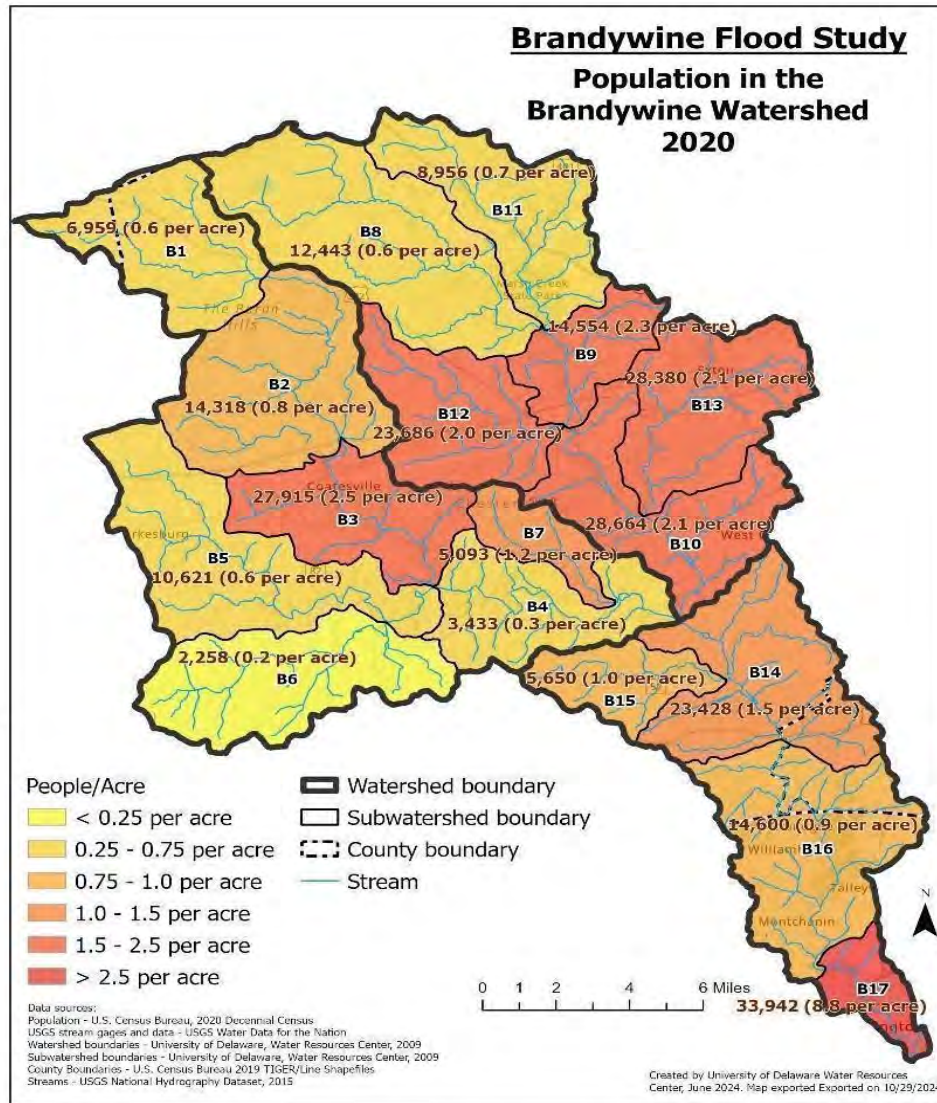 Brandywine Flood Study
Population in the
Brandywine Watershed
2020
8,956 (0.7 per acre)
B11
6,959 (0.6 per acre)
B1
B8
12,443 (0.6 per acre)
Marsh Creek
State Park
14,554 (2.3 per acre)
B9
Exton
28,380 (2.1 per acre)
B13
B2
14,318 (0.8 per acre)
B12
23,686 (2.0 per acre)
Coatesville
27,915 (2.5 per acre)
B3
28,664 (2.1 per acre)
West
B10
B7
5,093 (1.2 per acre)
rkesburg
B5
10,621 (0.6 per acre)
B4
3,433 (0.3 per acre)
2,258 (0.2 per acre)
B6
5,650 (1.0 per acre)
B15
B14
23,428 (1.5 per acre)
14,600 (0.9 per acre)
B16
Talley
Montchanin
B17
33,942 (8.8 per acre)
ngto
People/Acre
< 0.25 per acre
0.25 - 0.75 per acre
0.75 - 1.0 per acre
1.0 - 1.5 per acre
1.5 - 2.5 per acre
> 2.5 per acre
Watershed boundary
Subwatershed boundary
County boundary
Stream
N
0 1 2 4 6 Miles
Data sources:
Population - U.S. Census Bureau, 2020 Decennial Census
USGS stream gages and data - USGS Water Data for the Nation
Watershed boundaries - University of Delaware, Water Resources Center, 2009
Subwatershed boundaries - University of Delaware, Water Resources Center, 2009
County Boundaries - U.S. Census Bureau 2019 TIGER/Line Shapefiles
Streams - USGS National Hydrography Dataset, 2015
Created by University of Delaware Water Resources
Center, June 2024. Map exported Exported on 10/29/2024